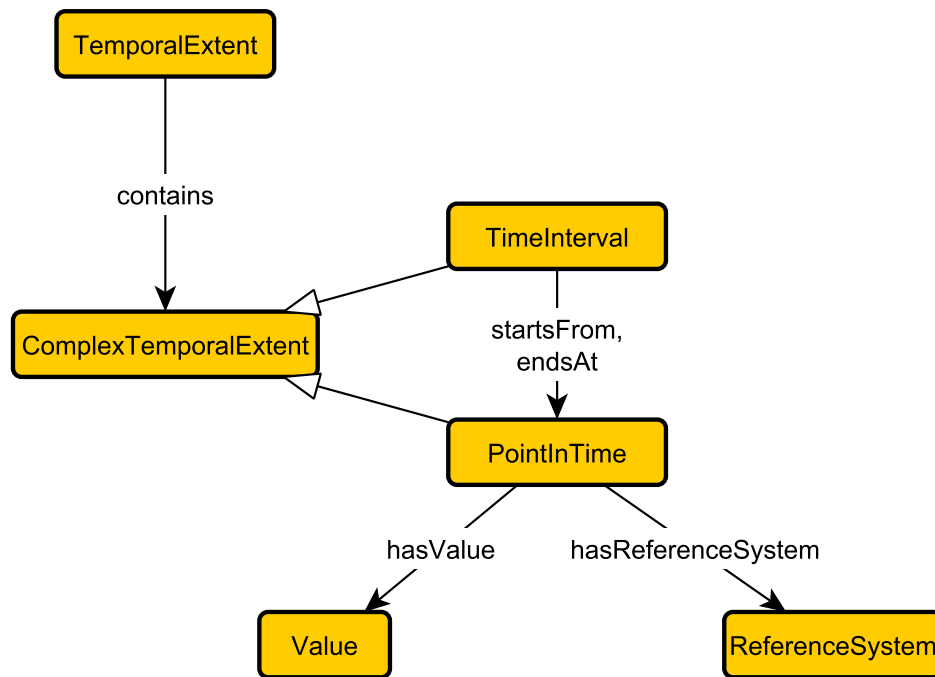 TemporalExtent
contains
TimeInterval
ComplexTemporalExtent
startsFrom,
endsAt
PointInTime
hasValue
hasReferenceSystem
Value
ReferenceSystem